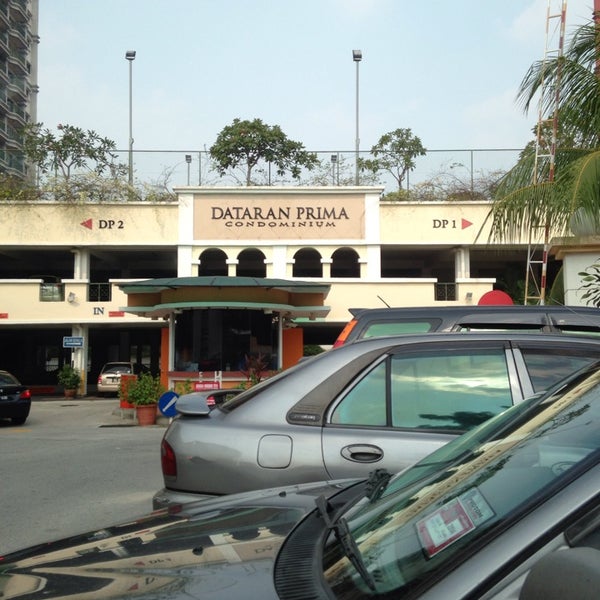 DATARAN PRIMA
CONDOMINIUM
DP 2
DP 1
IN